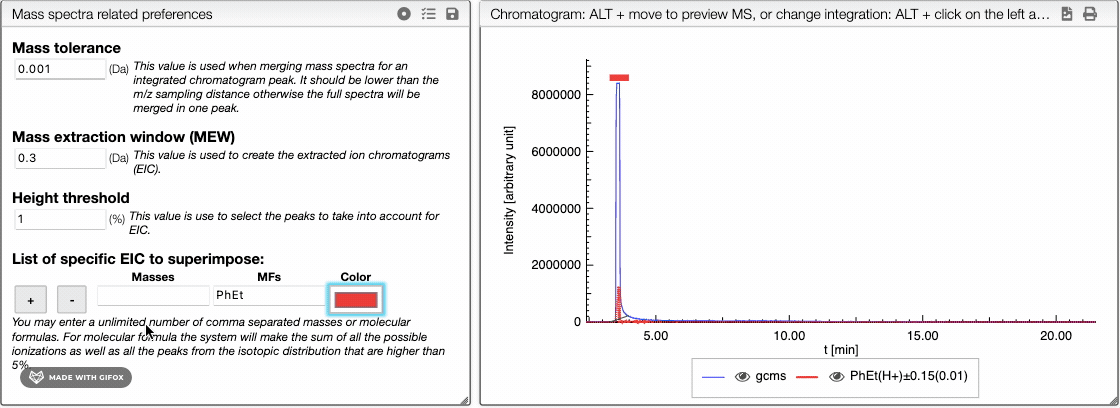 Mass spectra related preferences
Mass tolerance
0.001
(Da)
This value is used when merging mass spectra for an
integrated chromatogram peak. It should be lower than the
m/z sampling distance otherwise the full spectra will be
merged in one peak.
Mass extraction window (MEW)
0.3
(Da)
This value is used to create the extracted ion chromatograms
(EIC).
Height threshold
1
(%)
This value is use to select the peaks to take into account for
EIC.
List of specific EIC to superimpose:
Masses MFs Color
+ - PhEt
You may enter a unlimited number of comma separated masses or molecular
formulas. For molecular formula the system will make the sum of all the possible
ionizations as well as all the peaks from the isotopic distribution that are higher than
5%
MADE WITH GIFOX
Chromatogram: ALT + move to preview MS, or change integration: ALT + click on the left a...
Intensity [arbitrary unit]
8000000
6000000
4000000
2000000
0
5.00 10.00 15.00 20.00
t [min]
gcms PhEt(H+)±0.15(0.01)